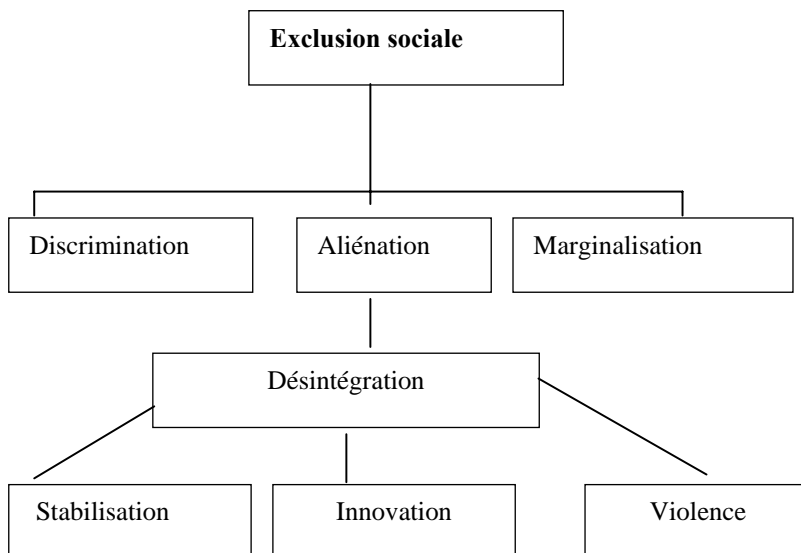 Exclusion sociale
Discrimination
Aliénation
Marginalisation
Désintégration
Stabilisation
Innovation
Violence